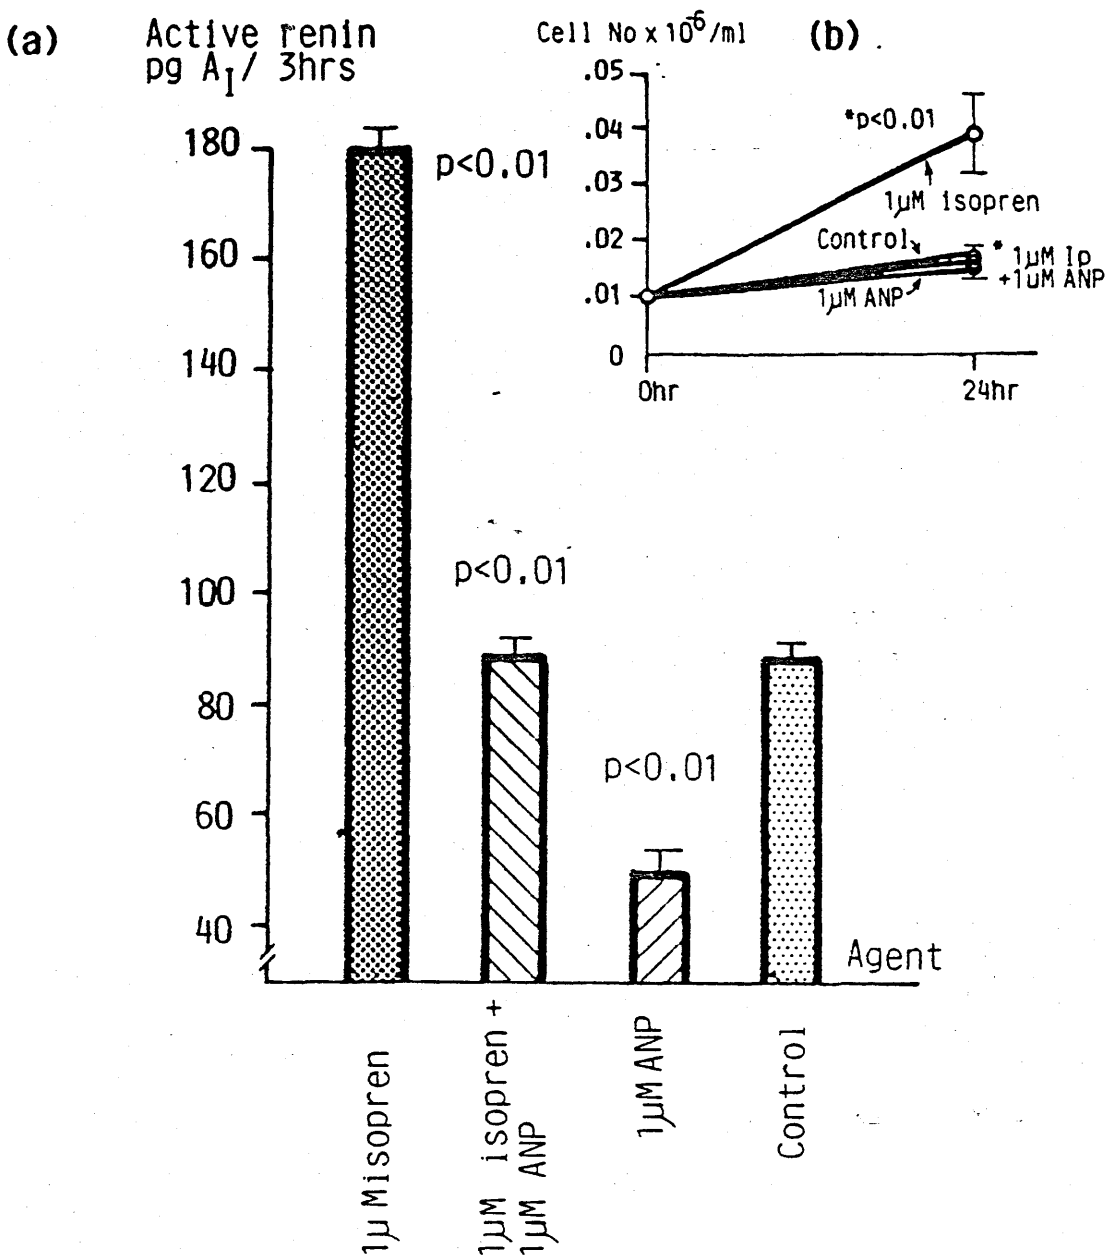 (a)
Active renin
pg AI/ 3hrs
180
160
140
120
100
80
60
40
p<0.01
p<0.01
p<0.01
Agent
1µ Misopren
1µM isopren +
1µM ANP
1µM ANP
Control
Cell No x 10-6/ml
(b)
.05
.04
.03
.02
.01
0
*p<0.01
1µM isopren
Control
* 1µM Ip
+1µM ANP
1µM ANP
0hr
24hr